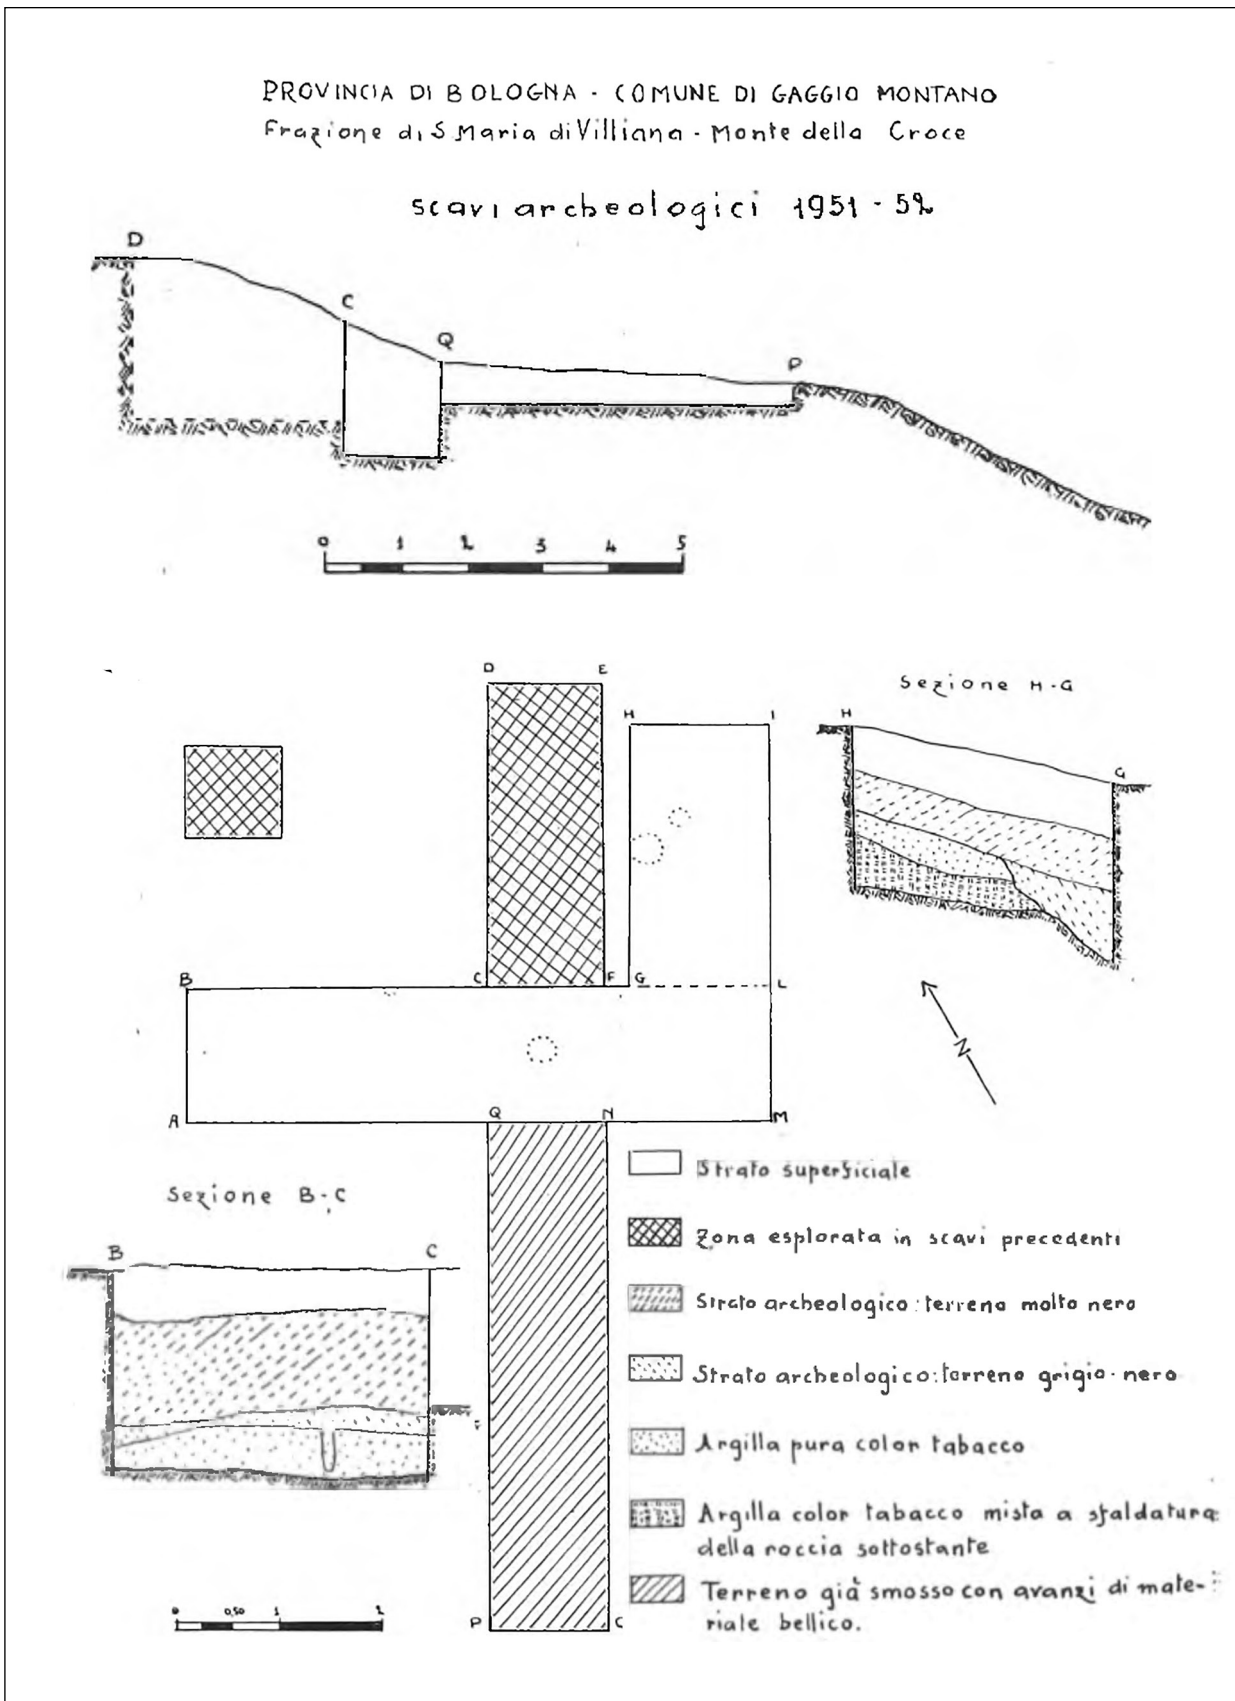 PROVINCIA DI BOLOGNA - COMUNE DI GAGGIO MONTANO
Frazione di S Maria di Villiana - Monte della Croce
scavi archeologici 1951 - 52
D
C
Q
P
0 1 2 3 4 5
D E
H I
B C F G L
A Q N M
P C
Sezione H-G
H
G
N
Sezione B-C
B C
0 0,50 1 2
Strato superficiale
Zona esplorata in scavi precedenti
Strato archeologico: terreno molto nero
Strato archeologico: terreno grigio-nero
Argilla pura color tabacco
Argilla color tabacco mista a sfaldatura
della roccia sottostante
Terreno già smosso con avanzi di mate-
riale bellico.